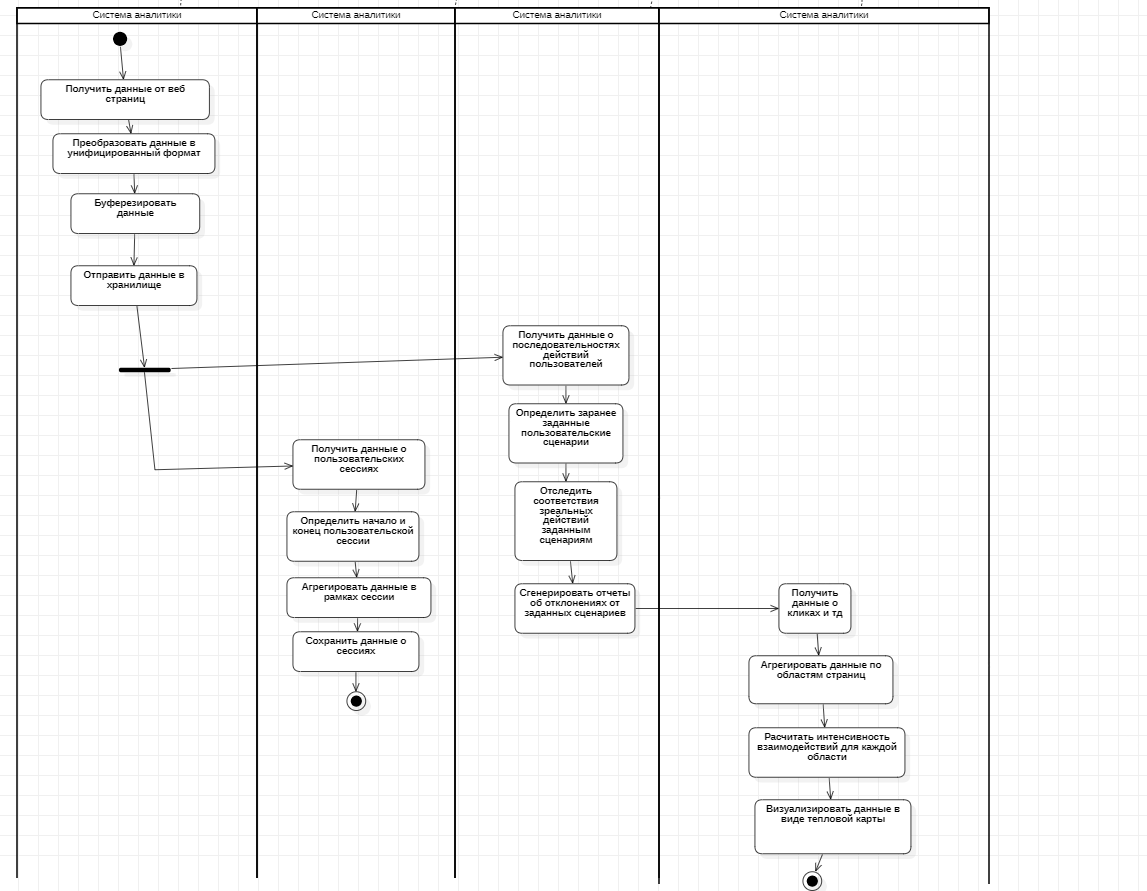 Система аналитики
Система аналитики
Система аналитики
Система аналитики
Получить данные от веб
страниц
Преобразовать данные в
унифицированный формат
Буферезировать
данные
Отправить данные в
хранилище
Получить данные о
пользовательских
сессиях
Определить начало и
конец пользовательской
сессии
Агрегировать данные в
рамках сессии
Сохранить данные о
сессиях
Получить данные о
последовательностях
действий
пользователей
Определить заранее
заданные
пользовательские
сценарии
Отследить
соответствия
зреальных
действий
заданным
сценариям
Сгенерировать отчеты
об отклонениях от
заданных сценариев
Получить
данные о
кликах и тд
Агрегировать данные по
областям страниц
Расчитать интенсивность
взаимодействий для каждой
области
Визуализировать данные в
виде тепловой карты